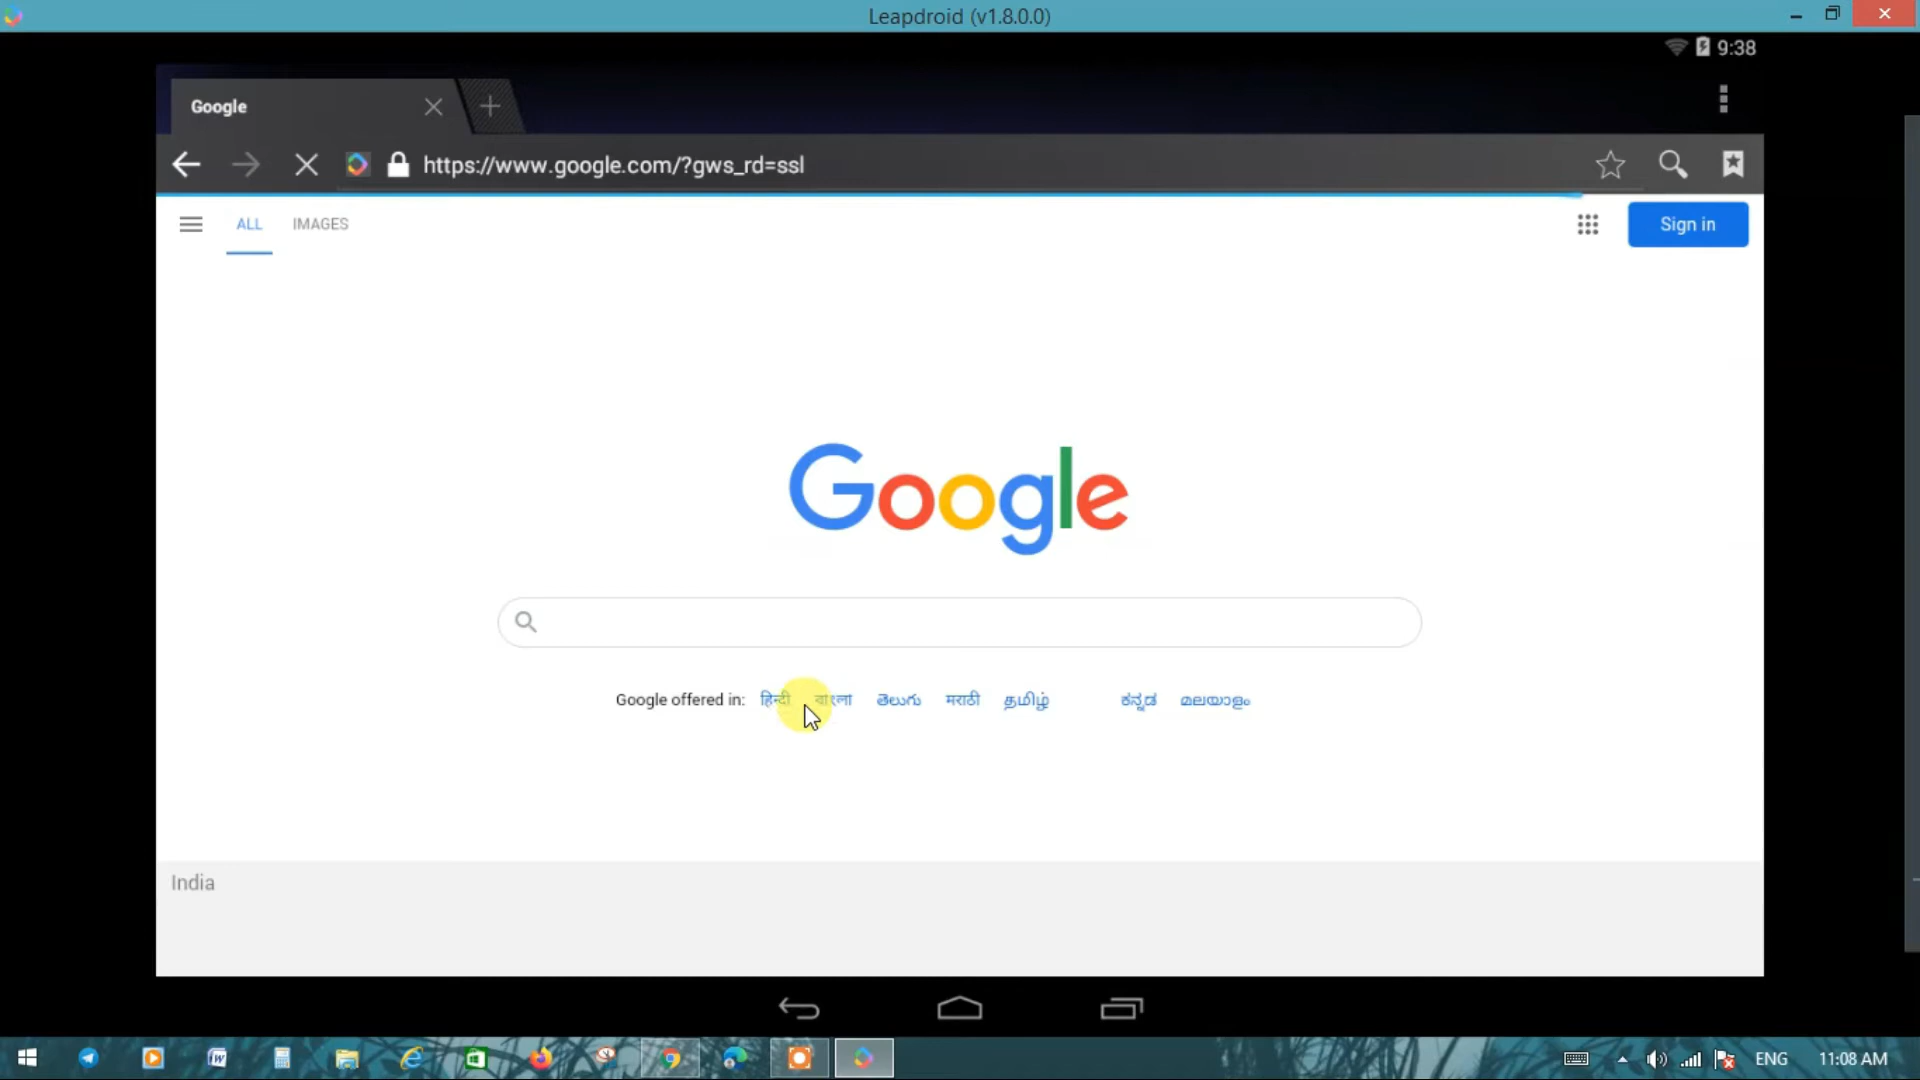 Leapdroid (v1.8.0.0)
9:38
Google
https://www.google.com/?gws_rd=ssl
ALL IMAGES
Sign in
Google
Google offered in: हिन्दी বাংলা తెలుగు मराठी தமிழ் ಕನ್ನಡ മലയാളം
India
ENG 11:08 AM